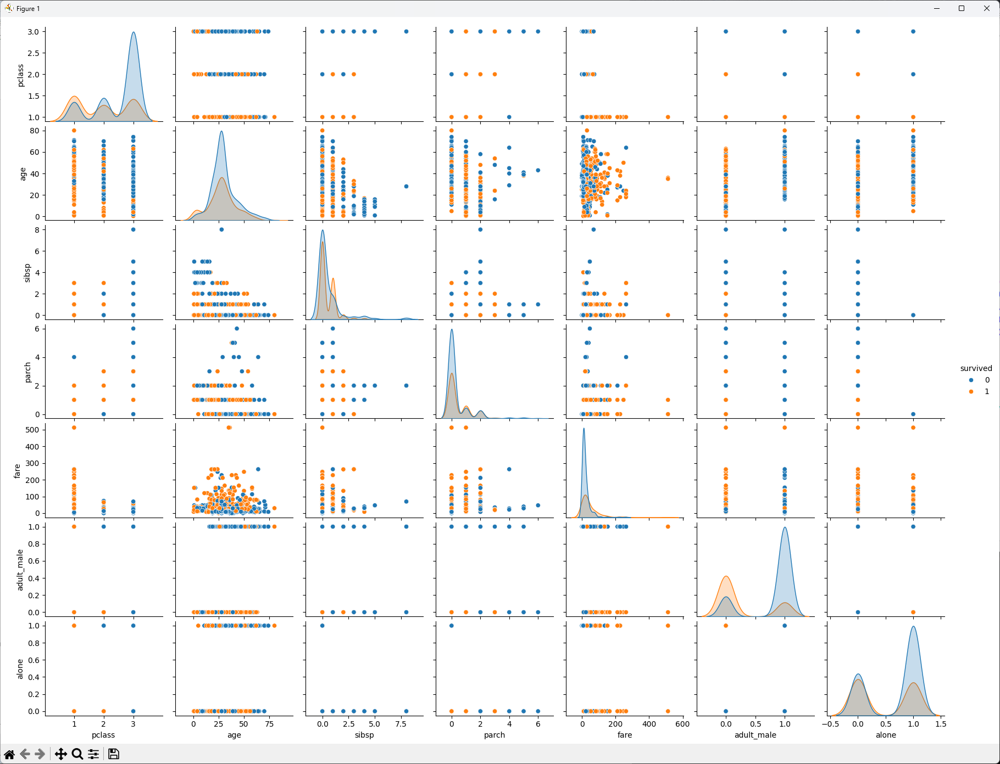 Figure 1
3.0
2.5
2.0
1.5
1.0
pclass
80
60
40
20
0
age
8
6
4
2
0
sibsp
6
4
2
0
parch
500
400
300
200
100
0
fare
1.0
0.8
0.6
0.4
0.2
0.0
adult_male
1.0
0.8
0.6
0.4
0.2
0.0
alone
1 2 3
pclass
0 25 50 75
age
0.0 2.5 5.0 7.5
sibsp
0 2 4 6
parch
0 200 400 600
fare
0.0 0.5 1.0
adult_male
−0.5 0.0 0.5 1.0 1.5
alone
survived
0
1